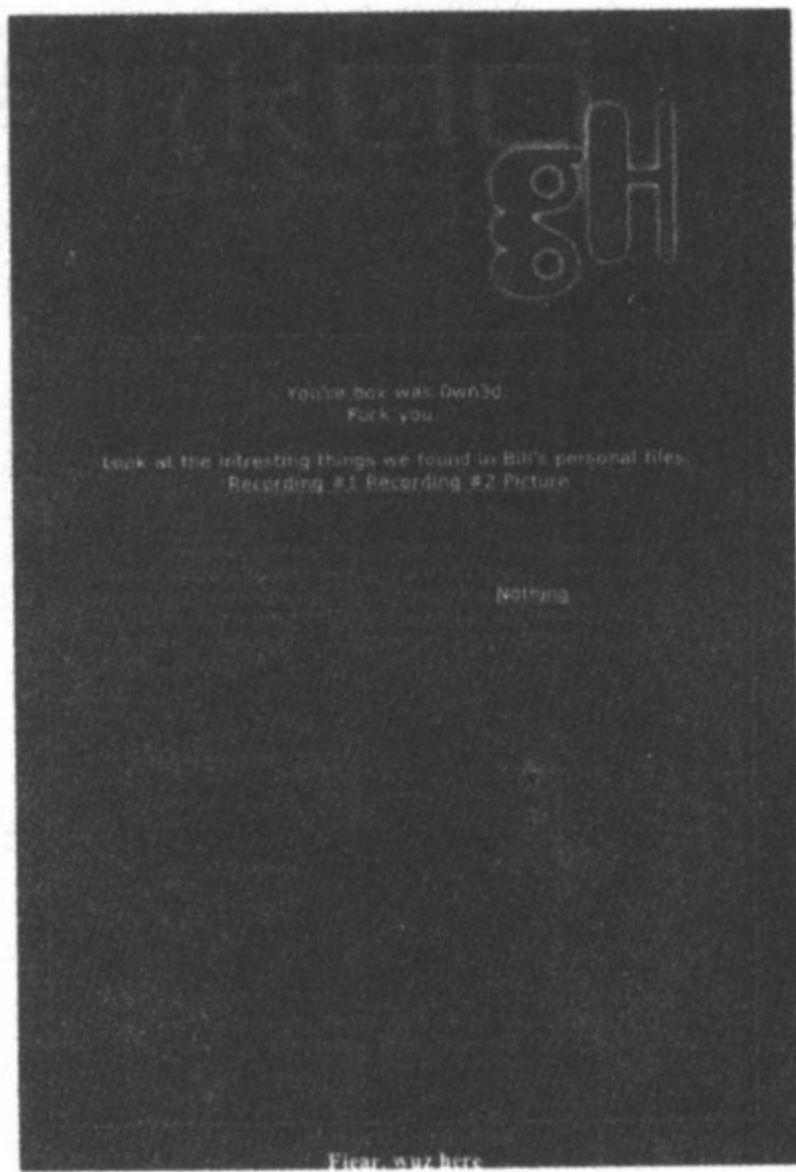 gH
You're box was 0wn3d.
Fuck you.
Look at the intresting things we found in Bill's personal files.
Recording #1 Recording #2 Picture
Nothing
wuz here